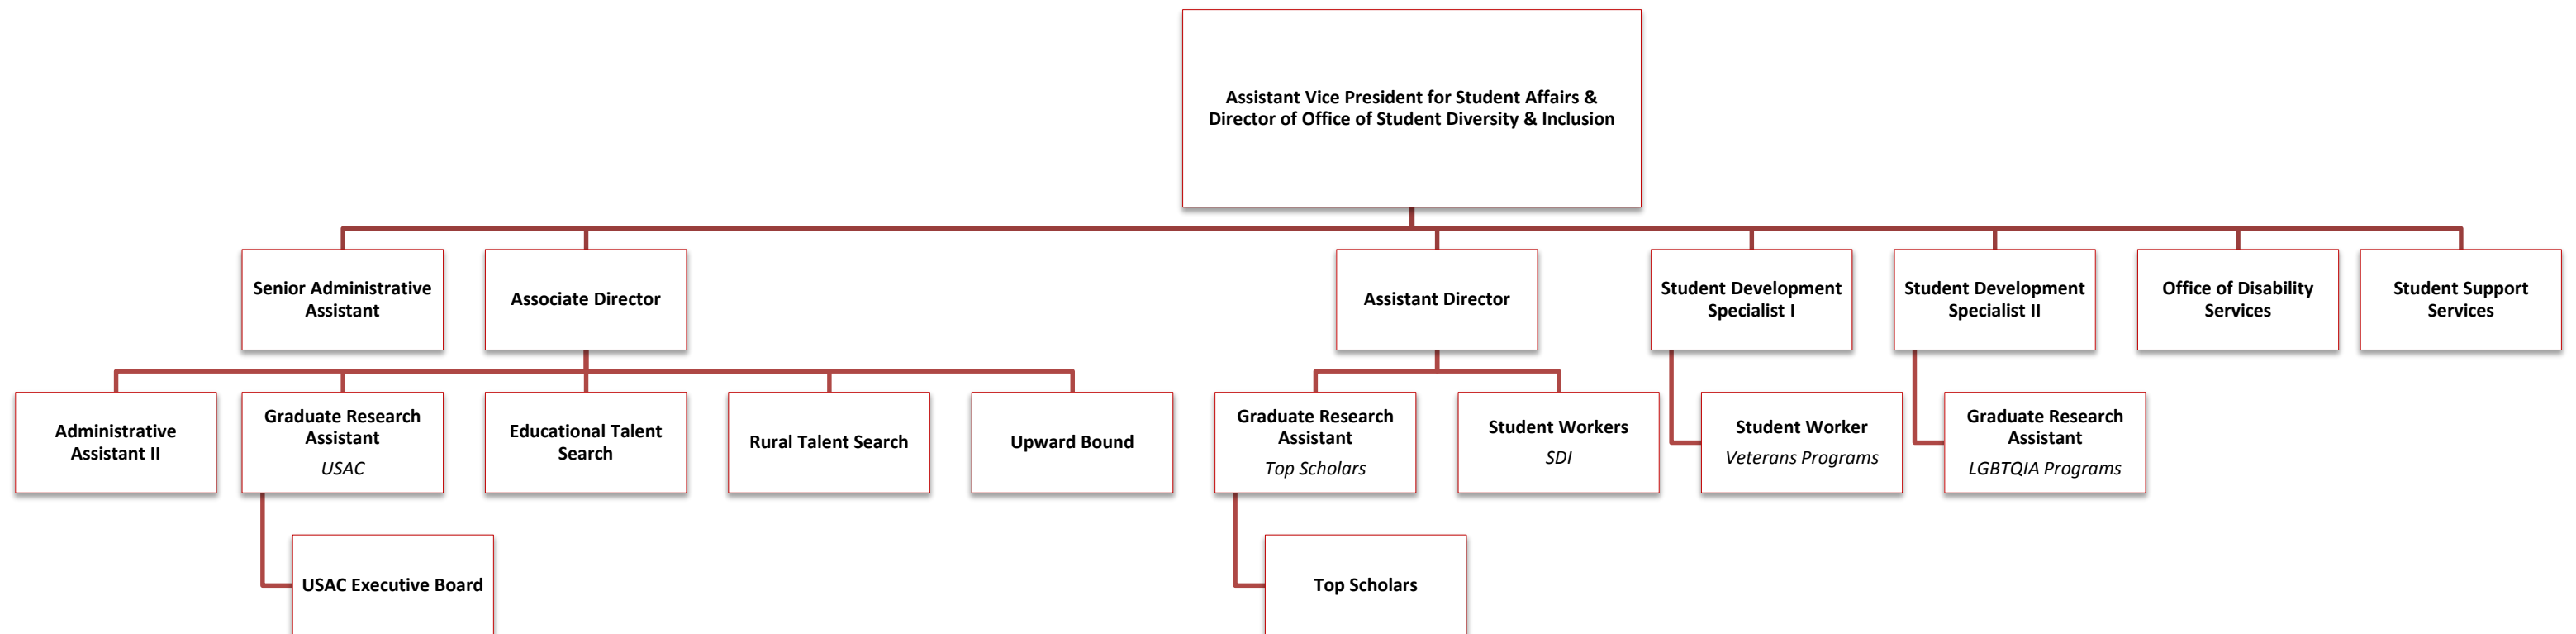 Assistant Vice President for Student Affairs &
Director of Office of Student Diversity & Inclusion
Senior Administrative
Assistant
Associate Director
Assistant Director
Student Development
Specialist I
Student Development
Specialist II
Office of Disability
Services
Student Support
Services
Administrative
Assistant II
Graduate Research
Assistant
USAC
Educational Talent
Search
Rural Talent Search
Upward Bound
Graduate Research
Assistant
Top Scholars
Student Workers
SDI
Student Worker
Veterans Programs
Graduate Research
Assistant
LGBTQIA Programs
USAC Executive Board
Top Scholars